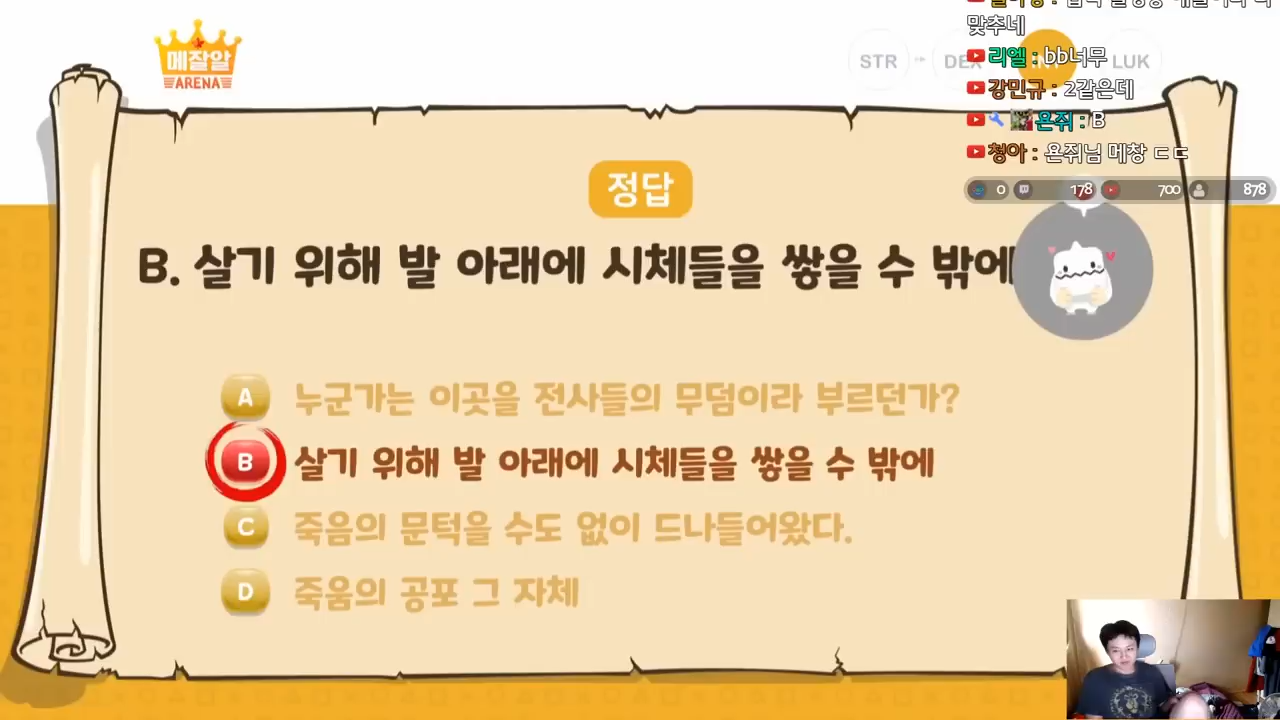 맞추네
메잘알
ARENA
STR
DEX
LUK
리엘 : bb너무
강민규 : 2같은데
욘쥐 : B
청아 : 욘쥐님 메창 ㄷㄷ
0 178 700 878
정답
B. 살기 위해 발 아래에 시체들을 쌓을 수 밖에
A 누군가는 이곳을 전사들의 무덤이라 부르던가?
B 살기 위해 발 아래에 시체들을 쌓을 수 밖에
C 죽음의 문턱을 수도 없이 드나들어왔다.
D 죽움의 공포 그 자체